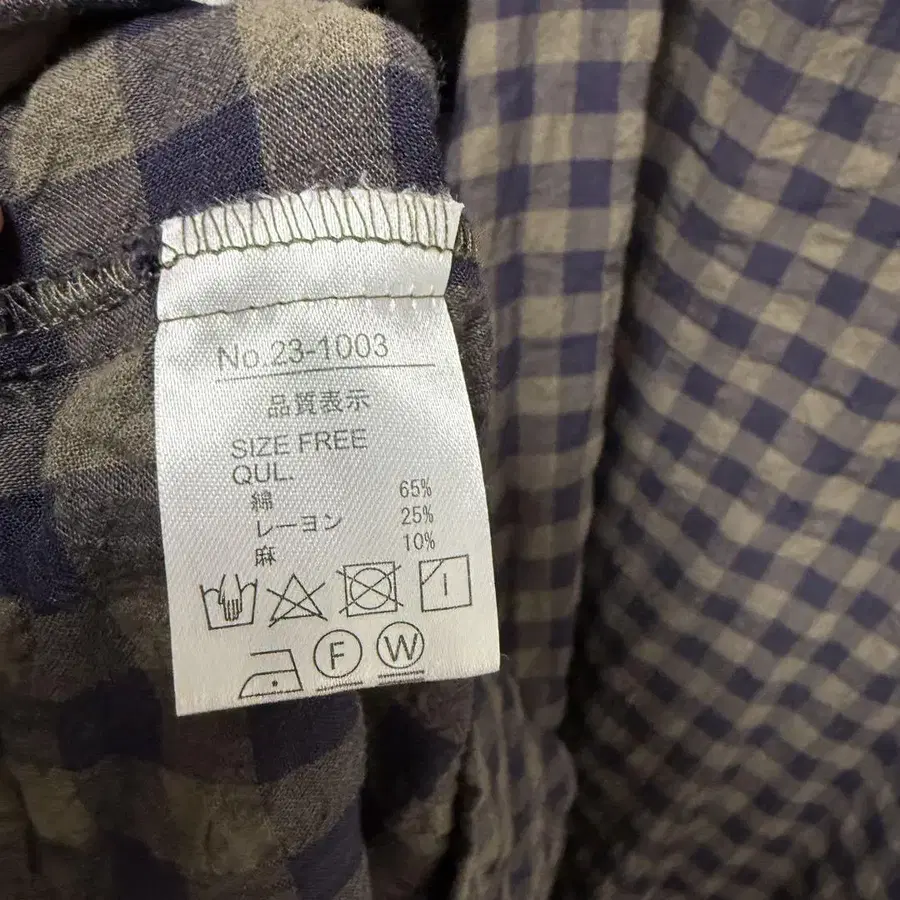 No.23-1003
品質表示
SIZE FREE
QUL.
綿 65%
レーヨン 25%
麻 10%
F W